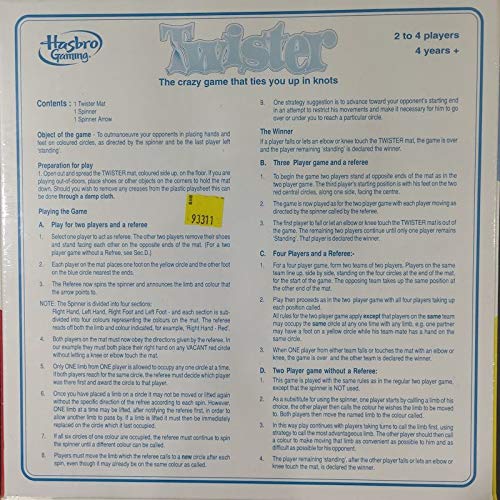 Hasbro
Gaming
Twister
The crazy game that ties you up in knots
2 to 4 players
4 years +
Contents : 1 Twister Mat
1 Spinner
1 Spinner Arrow
Object of the game - To outmanoeuvre your opponents in placing hands and
feet on coloured circles, as directed by the spinner and be the last player left
'standing'.
Preparation for play
1. Open out and spread the TWISTER mat, coloured side up, on the floor. If you are
playing out-of-doors, place shoes or other objects on the corners to hold the mat
down. Should you wish to remove any creases from the plastic playsheet this can
be done through a damp cloth.
93311
Playing the Game
A. Play for two players and a referee
1. Select one player to act as referee. The other two players remove their shoes
and stand facing each other on the opposite ends of the mat. (For a two
player game without a Refree, see Sec.D.)
2. Each player on the mat places one foot on the yellow circle and the other foot
on the blue circle nearest the ends.
3. The Referee now spins the spinner and announces the limb and colour that
the arrow points to.
NOTE: The Spinner is divided into four sections:
Right Hand, Left Hand, Right Foot and Left Foot - and each section is sub-
divided into four colours representing the colours on the mat. The referee
reads off both the limb and colour indicated, for example, 'Right Hand - Red'.
4. Both players on the mat must now obey the directions given by the referee. In
our example they must both place their right hand on any VACANT red circle
without letting a knee or elbow touch the mat.
5. Only ONE limb from ONE player is allowed to occupy any one circle at a time.
If both players reach for the same circle, the referee must decide which player
was there first and award the circle to that player.
6. Once you have placed a limb on a circle it may not be moved or lifted again
without the specific direction of the refree according to each spin. However,
ONE limb at a time may be lifted, after notifying the referee first, in order
to allow another limb to pass by. If a limb is lifted it must then be immediately
replaced on the circle which it last occupied.
7. If all six circles of one colour are occupied, the referee must continue to spin
the spinner until a different colour is called.
8. Players must move the limb which the referee calls to a new circle after each
spin, even though it may already be on the same colour as called.
B. One strategy suggestion is to advance toward your opponent's starting end
in an attempt to restrict his movements and make it necessary for him to go
over or under you to reach a particular circle.
The Winner
If a player falls or lets an elbow or knee touch the TWISTER mat, the game is over
and the player remaining 'standing' is declared the winner.
B. Three Player game and a referee
1. To begin the game two players stand at opposite ends of the mat as in the
two player game. The third player's starting position is with his feet on the two
red central circles, along one side, facing the centre.
2. The game is now played as for the two player game with each player moving as
directed by the spinner called by the referee.
3. The first player to fall or let an elbow or knee touch the TWISTER mat is out of
the game. The remaining two players continue until only one player remains
'Standing'. That player is declared the winner.
C. Four Players and a Referee:-
1. For a four player game, form two teams of two players. Players on the same
team line up, side by side, standing on the four circles at the end of the mat,
for the start of the game. The opposing team takes up the same position at
the other end of the mat.
2. Play then proceeds as in the two player game with all four players taking up
each position called.
All rules for the two player game apply except that players on the same team
may occupy the same circle at any one time with any limb. e.g. one partner
may have a foot on a yellow circle while his team mate has a hand on the
same circle.
3. When ONE player from either team falls or touches the mat with an elbow or
knee, the game is over and the other team is declared the winner.
D. Two Player game without a Referee:
1. This game is played with the same rules as in the regular two player game,
except that the spinner is NOT used.
2. As a substitute for using the spinner, one player starts by calling a limb of his
choice, the other player then calls the colour he wishes the limb to be moved
to. Both players then move the limb to the colour called.
3. In this way play continues with players taking turns to call the limb first, using
strategy to call the most advantageous limb. The other player should then call
a colour to make moving that limb as convenient as possible to him and as
difficult as possible to his opponent.
4. The player remaining 'standing', after the other player falls or lets an elbow or
knee touch the mat, is declared the winner.